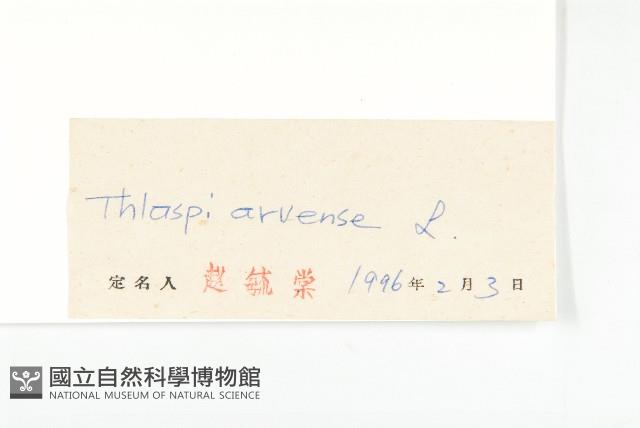 Thlaspi arvense L.
定名人 趙毓棠 1996年2月3日
國立自然科學博物館
NATIONAL MUSEUM OF NATURAL SCIENCE